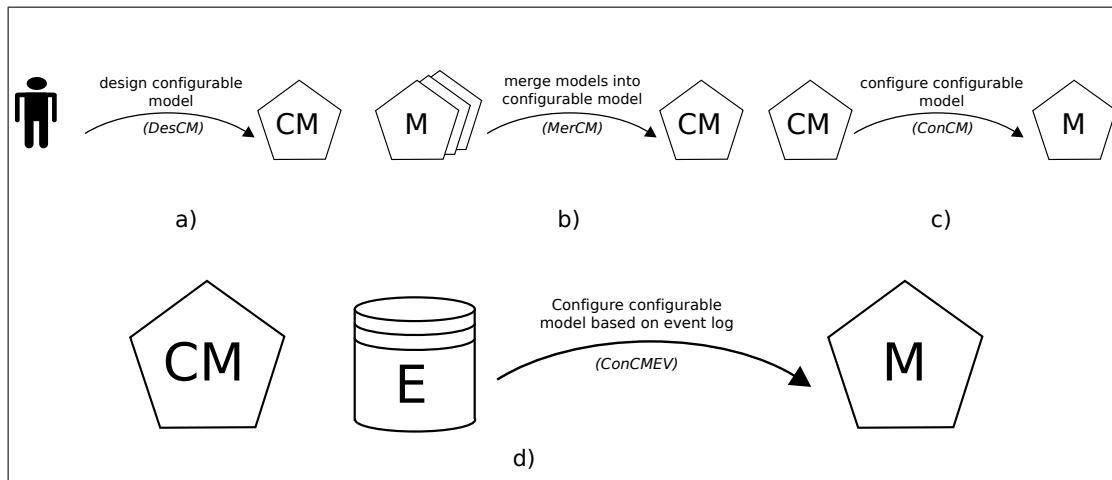 design configurable
model
(DesCM)
CM
a)
M
merge models into
configurable model
(MerCM)
CM
b)
CM
configure configurable
model
(ConCM)
M
c)
CM
E
Configure configurable
model based on event log
(ConCMEV)
M
d)